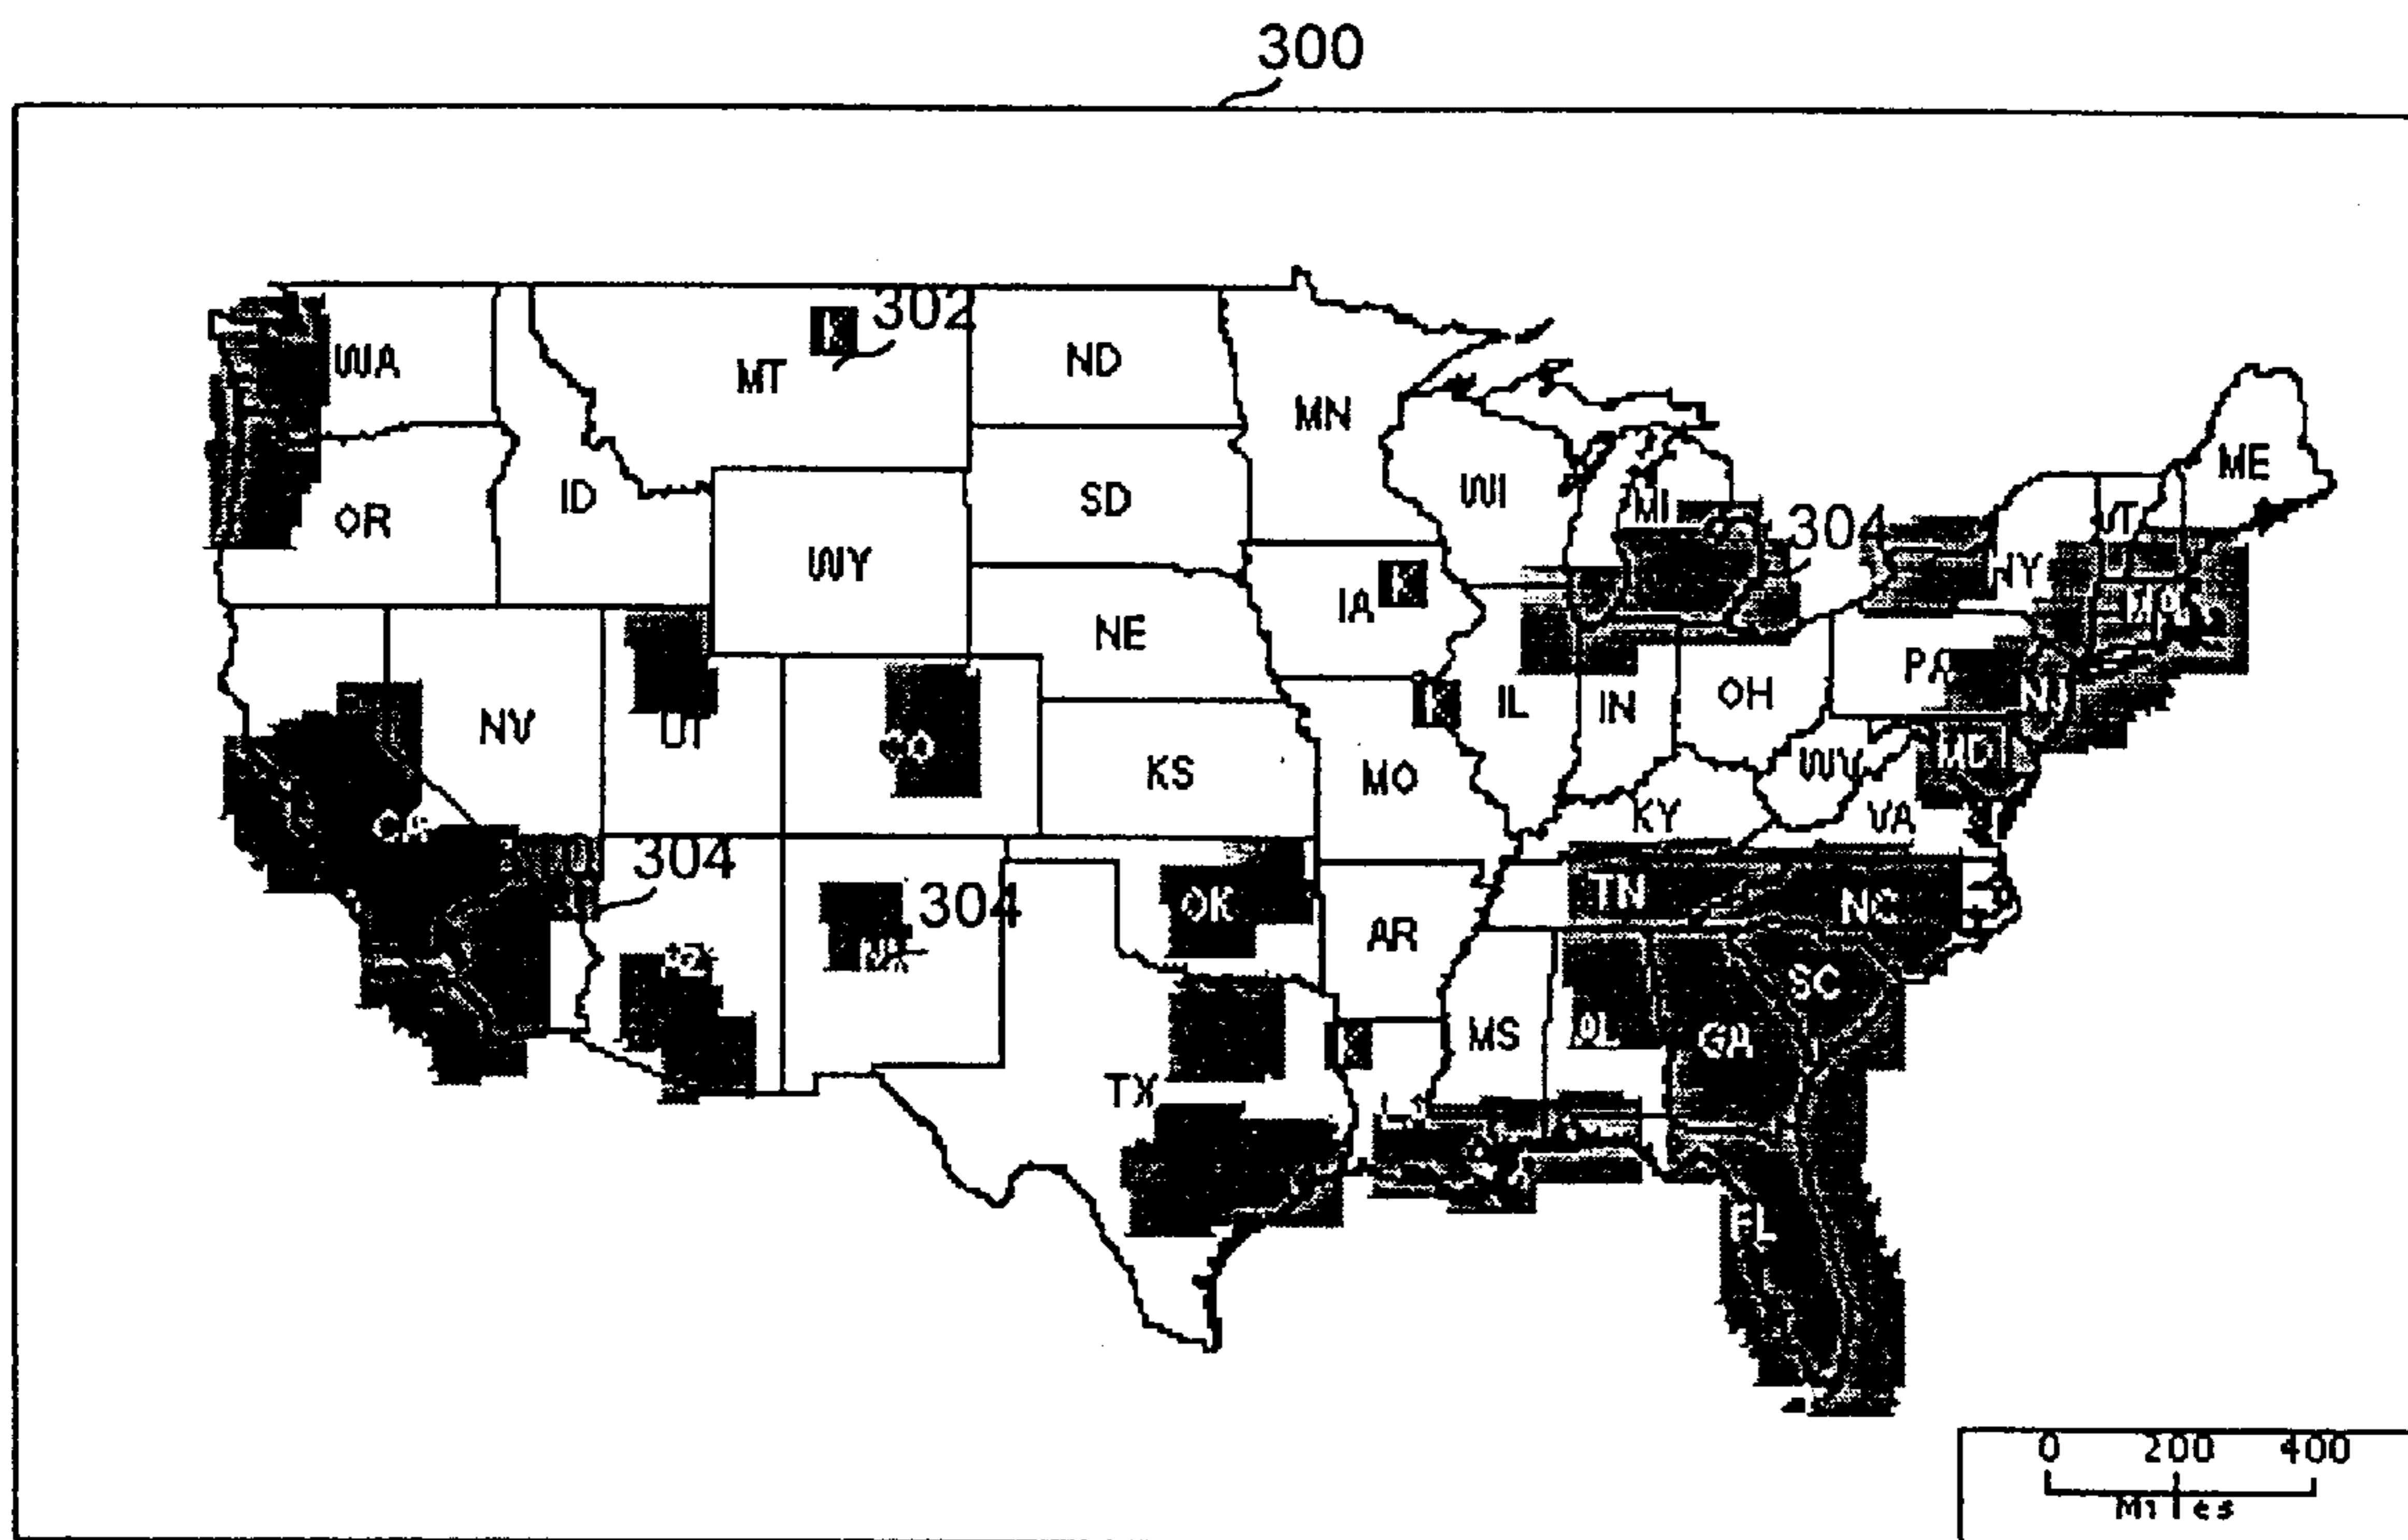 300
302
WA
MT
ND
MN
ME
OR
ID
SD
WI
MI
304
VT
WY
NY
IA
NE
PA
NJ
IL
IN
OH
NV
UT
KS
MO
WV
MD
KY
VA
CA
304
304
OK
AR
TN
NC
SC
MS
AL
GA
TX
FL
0 200 400
Miles